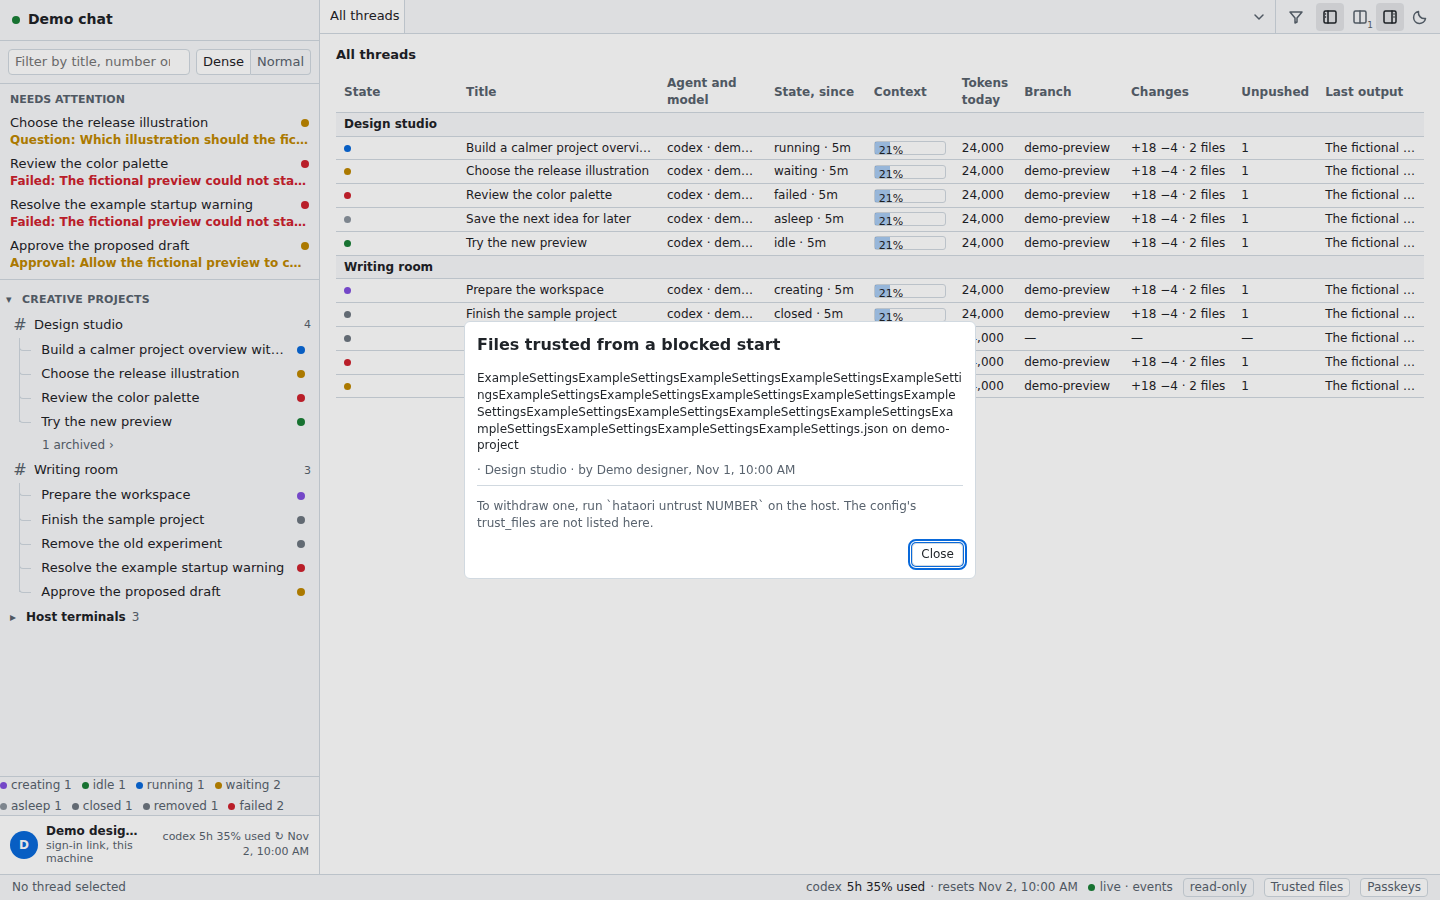 Demo chat
Filter by title, number or
Dense
Normal
NEEDS ATTENTION
Choose the release illustration
Question: Which illustration should the fic…
Review the color palette
Failed: The fictional preview could not sta…
Resolve the example startup warning
Failed: The fictional preview could not sta…
Approve the proposed draft
Approval: Allow the fictional preview to c…
▾ CREATIVE PROJECTS
# Design studio 4
Build a calmer project overview wit…
Choose the release illustration
Review the color palette
Try the new preview
1 archived ›
# Writing room 3
Prepare the workspace
Finish the sample project
Remove the old experiment
Resolve the example startup warning
Approve the proposed draft
▸ Host terminals 3
creating 1 idle 1 running 1 waiting 2
asleep 1 closed 1 removed 1 failed 2
D
Demo desig…
sign-in link, this
machine
codex 5h 35% used ↻ Nov
2, 10:00 AM
All threads
1
All threads
State Title Agent and model State, since Context Tokens today Branch Changes Unpushed Last output
Design studio
Build a calmer project overvi… codex · dem… running · 5m 21% 24,000 demo-preview +18 −4 · 2 files 1 The fictional …
Choose the release illustration codex · dem… waiting · 5m 21% 24,000 demo-preview +18 −4 · 2 files 1 The fictional …
Review the color palette codex · dem… failed · 5m 21% 24,000 demo-preview +18 −4 · 2 files 1 The fictional …
Save the next idea for later codex · dem… asleep · 5m 21% 24,000 demo-preview +18 −4 · 2 files 1 The fictional …
Try the new preview codex · dem… idle · 5m 21% 24,000 demo-preview +18 −4 · 2 files 1 The fictional …
Writing room
Prepare the workspace codex · dem… creating · 5m 21% 24,000 demo-preview +18 −4 · 2 files 1 The fictional …
Finish the sample project codex · dem… closed · 5m 21% 24,000 demo-preview +18 −4 · 2 files 1 The fictional …
,000 — — — The fictional …
,000 demo-preview +18 −4 · 2 files 1 The fictional …
,000 demo-preview +18 −4 · 2 files 1 The fictional …
Files trusted from a blocked start
ExampleSettingsExampleSettingsExampleSettingsExampleSettingsExampleSetti
ngsExampleSettingsExampleSettingsExampleSettingsExampleSettingsExample
SettingsExampleSettingsExampleSettingsExampleSettingsExampleSettingsExa
mpleSettingsExampleSettingsExampleSettingsExampleSettings.json on demo-
project
· Design studio · by Demo designer, Nov 1, 10:00 AM
To withdraw one, run `hataori untrust NUMBER` on the host. The config's
trust_files are not listed here.
Close
No thread selected
codex 5h 35% used · resets Nov 2, 10:00 AM live · events read-only Trusted files Passkeys